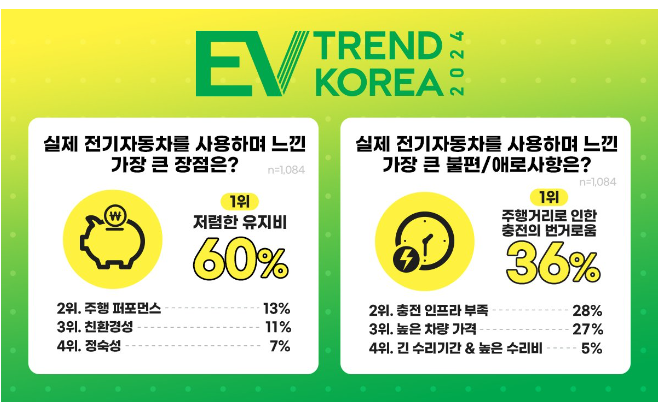 EV TREND
KOREA 2024
실제 전기자동차를 사용하며 느낀
가장 큰 장점은?
n=1,084
1위
저렴한 유지비
60%
2위. 주행 퍼포먼스 13%
3위. 친환경성 11%
4위. 정숙성 7%
실제 전기자동차를 사용하며 느낀
가장 큰 불편/애로사항은?
n=1,084
1위
주행거리로 인한
충전의 번거로움
36%
2위. 충전 인프라 부족 28%
3위. 높은 차량 가격 27%
4위. 긴 수리기간 & 높은 수리비 5%
₩